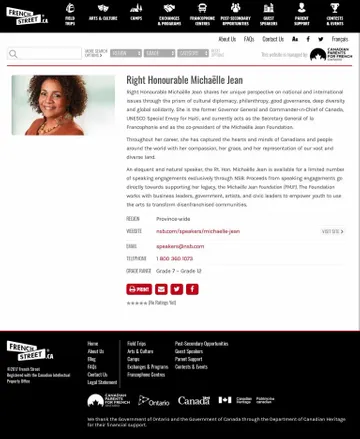 FRENCH STREET.CA
FIELD TRIPS
ARTS & CULTURE
CAMPS
EXCHANGES & PROGRAMS
FRANCOPHONE CENTRES
POST-SECONDARY OPPORTUNITIES
GUEST SPEAKERS
PARENT SUPPORT
CONTESTS & EVENTS
About Us FAQs Contact Us Aa f Français
MORE SEARCH OPTIONS
REGION
GRADE
CATEGORY
This website is managed by
CANADIAN PARENTS FOR FRENCH
Right Honourable Michaëlle Jean
Right Honourable Michaëlle Jean shares her unique perspective on national and international
issues through the prism of cultural diplomacy, philanthropy, good governance, deep diversity
and global solidarity. She is the former Governor General and Commander-in-Chief of Canada,
UNESCO Special Envoy for Haiti, and currently acts as the Secretary General of la
Francophonie and as the co-president of the Michaëlle Jean Foundation.
Throughout her career, she has captured the hearts and minds of Canadians and people
around the world with her compassion, her grace, and her representation of our vast and
diverse land.
An eloquent and natural speaker, the Rt. Hon. Michaëlle Jean is available for a limited number
of speaking engagements exclusively through NSB. Proceeds from speaking engagements go
directly towards supporting her legacy, the Michaëlle Jean Foundation (FMJF). The Foundation
works with business leaders, government, artists, and civic leaders to empower youth to use
the arts to transform disenfranchised communities.
REGION Province wide
WEBSITE nsb.com/speakers/michaelle-jean VISIT SITE >
EMAIL speakers@nsb.com
TELEPHONE 1 800 360 1073
GRADE RANGE Grade 7 – Grade 12
PRINT
(No Ratings Yet)
FRENCH STREET.CA
©2017 French Street
Registered with the Canadian Intellectual
Property Office.
Home
About Us
Blog
FAQs
Contact Us
Legal Statement
Field Trips
Arts & Culture
Camps
Exchanges & Programs
Francophone Centres
Post-Secondary Opportunities
Guest Speakers
Parent Support
Contests & Events
CANADIAN PARENTS FOR FRENCH
Ontario
Canada
Canadian Heritage
Patrimoine canadien
We thank the Government of Ontario and the Government of Canada through the Department of Canadian Heritage
for their financial support.